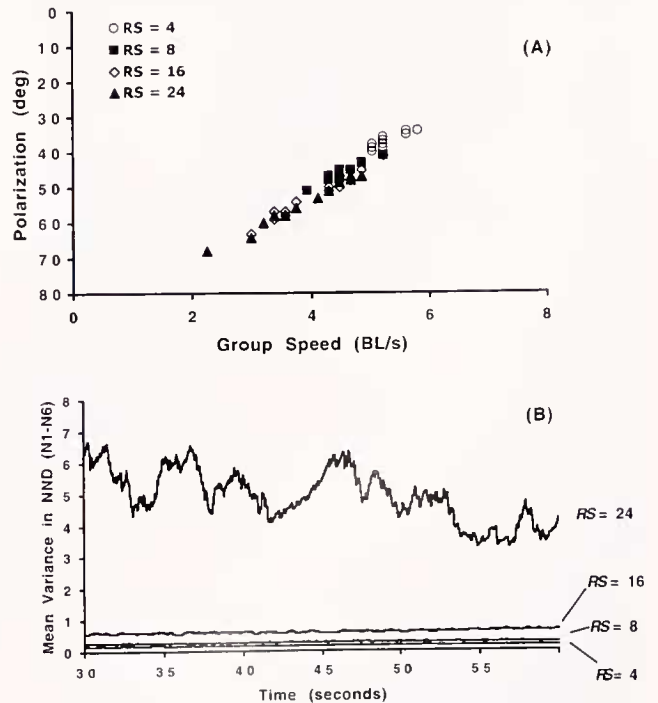 (A)
RS = 4
RS = 8
RS = 16
RS = 24
Polarization (deg)
0
10
20
30
40
50
60
70
80
0 2 4 6 8
Group Speed (BL/s)
(B)
Mean Variance in NND (N1-N6)
8
7
6
5
4
3
2
1
0
RS = 24
RS = 16
RS = 8
RS = 4
30 35 40 45 50 55
Time (seconds)